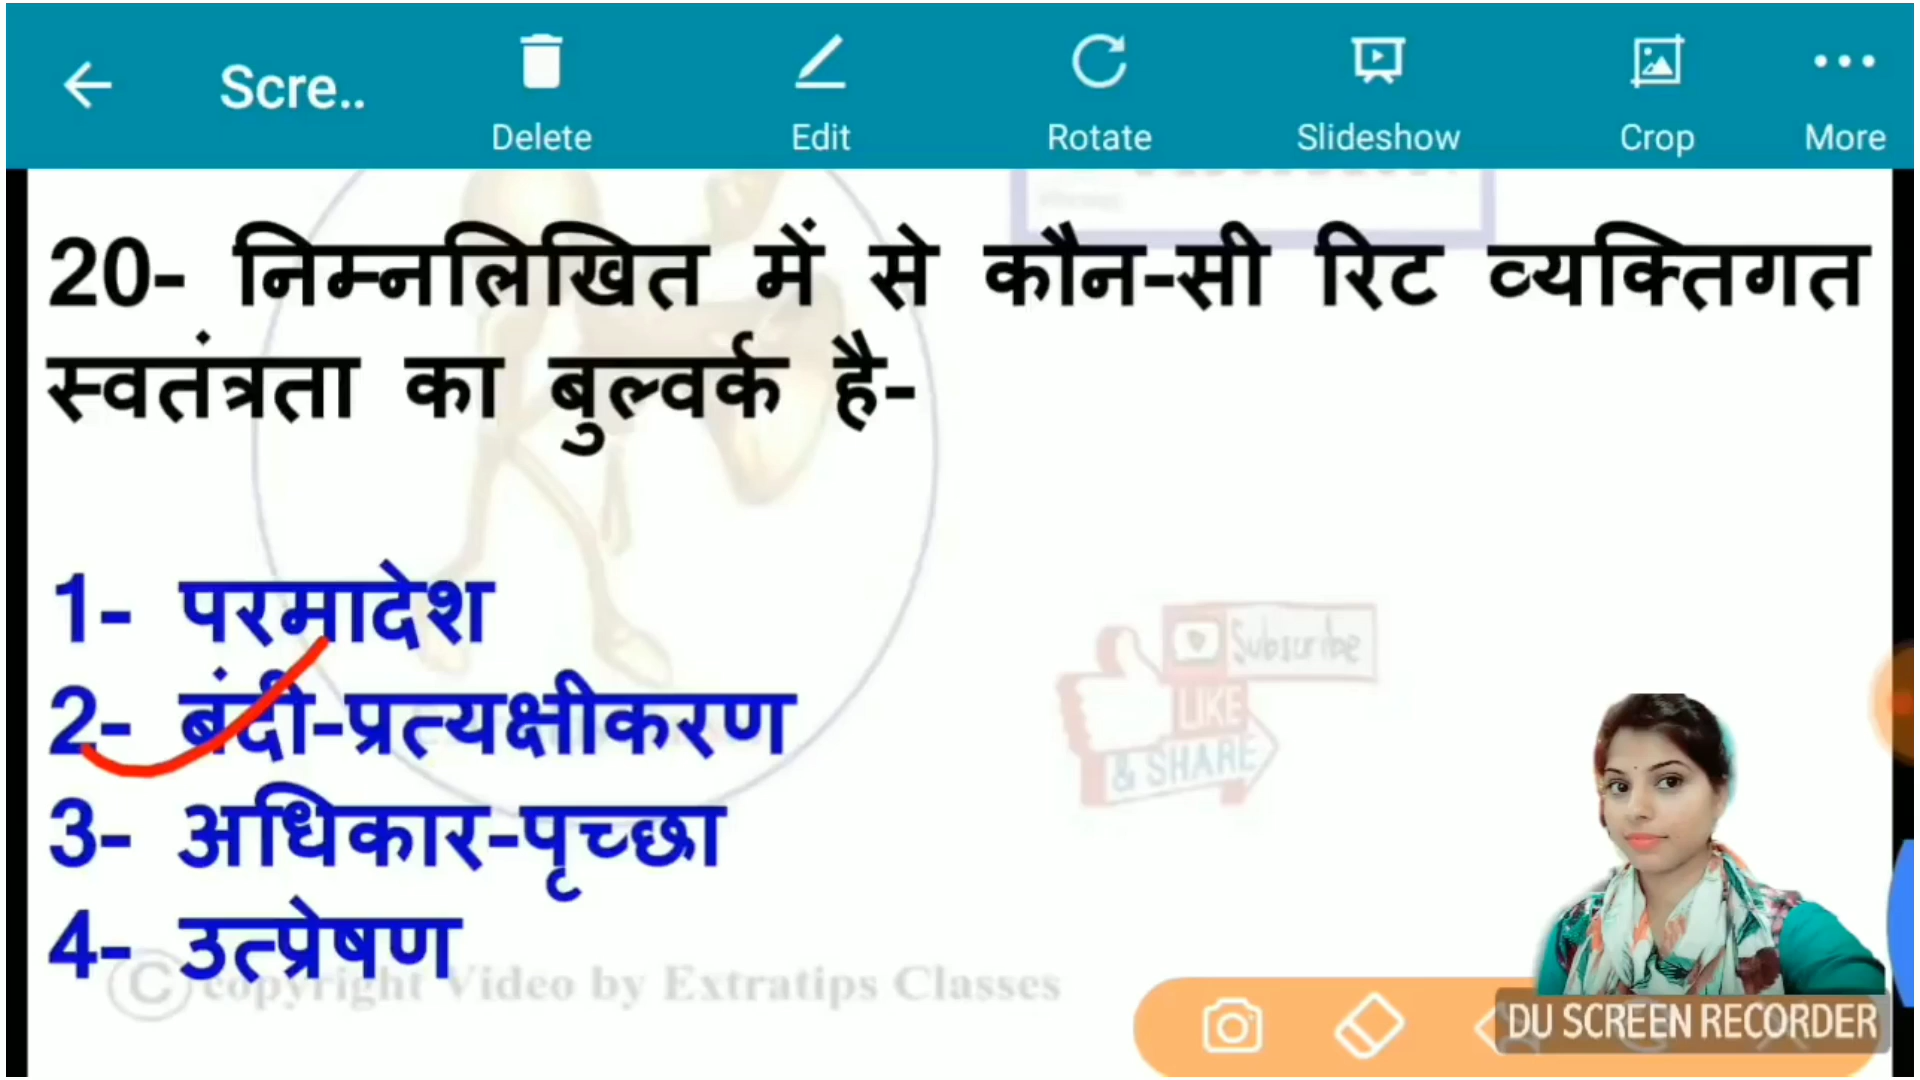 Scre..
Delete
Edit
Rotate
Slideshow
Crop
More
20- निम्नलिखित में से कौन-सी रिट व्यक्तिगत
स्वतंत्रता का बुल्वर्क है-
1- परमादेश
2- बंदी-प्रत्यक्षीकरण
3- अधिकार-पृच्छा
4- उत्प्रेषण
Subscribe
LIKE
& SHARE
© copyright Video by Extratips Classes
DU SCREEN RECORDER